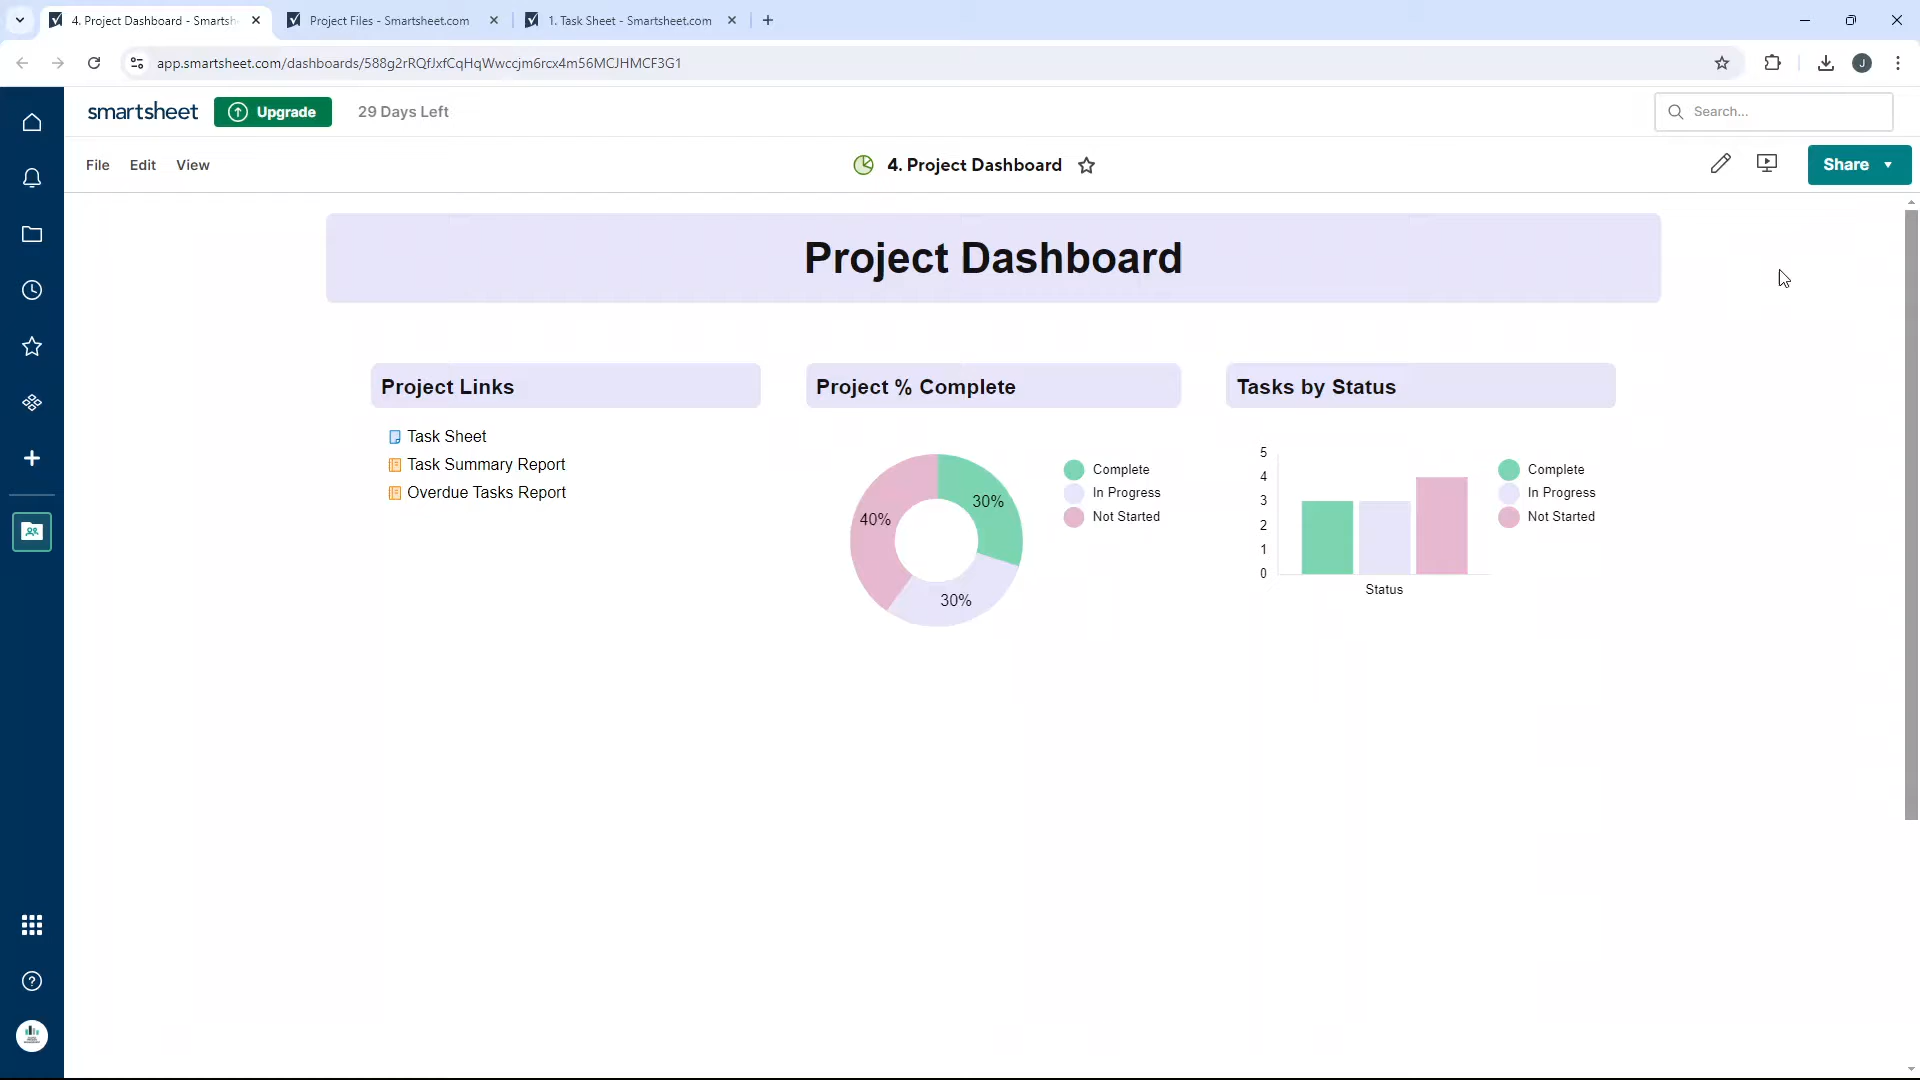 4. Project Dashboard - Smartsh
Project Files - Smartsheet.com
1. Task Sheet - Smartsheet.com
app.smartsheet.com/dashboards/588g2rRQfJxfCqHqWwccjm6rcx4m56MCJHMCF3G1
J
smartsheet
Upgrade
29 Days Left
Search...
File Edit View
4. Project Dashboard
Share
Project Dashboard
Project Links
Task Sheet
Task Summary Report
Overdue Tasks Report
Project % Complete
30%
40%
30%
Complete
In Progress
Not Started
Tasks by Status
5
4
3
2
1
0
Status
Complete
In Progress
Not Started